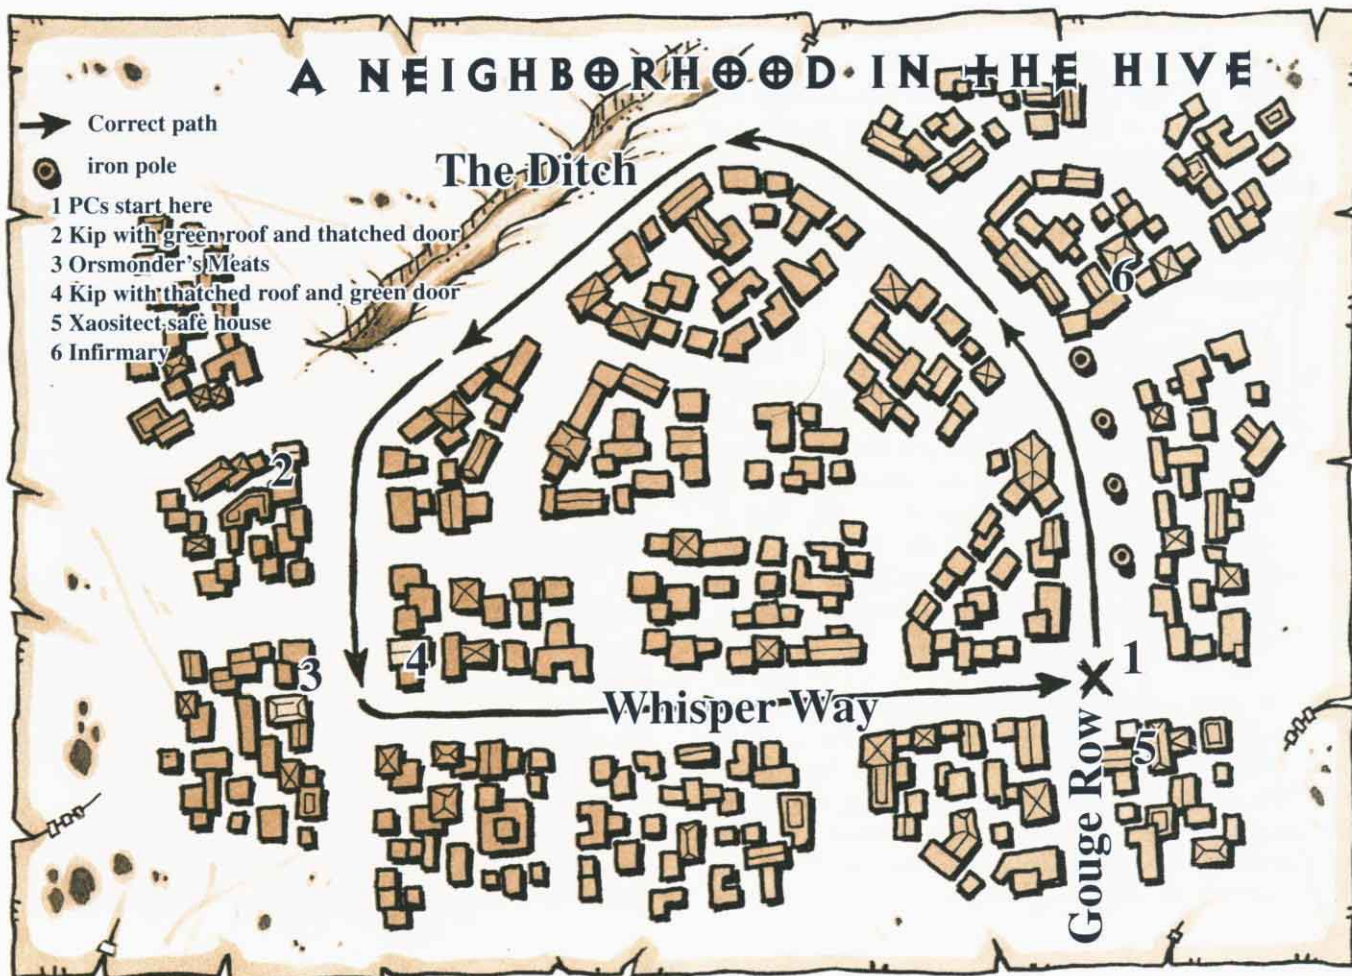 A NEIGHBORHOOD IN THE HIVE
Correct path
iron pole
1 PCs start here
2 Kip with green roof and thatched door
3 Orsmonder's Meats
4 Kip with thatched roof and green door
5 Xaositect safe house
6 Infirmary
The Ditch
6
2
4
3
1
Whisper Way
5
Gouge Row